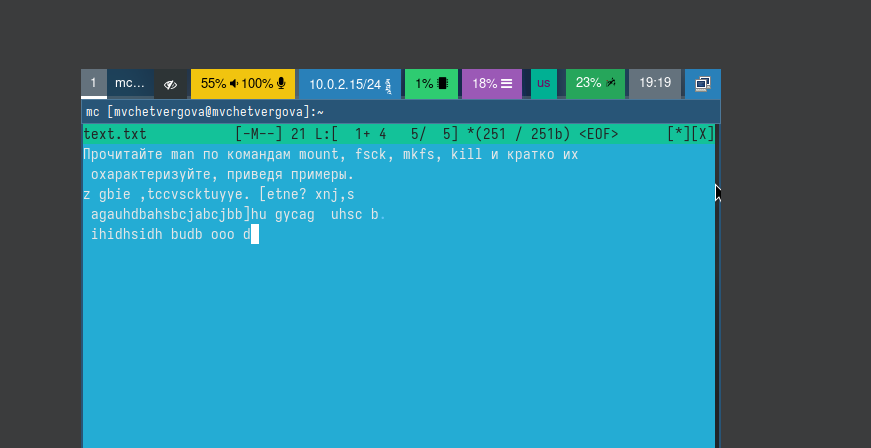 1 mc... 55% 100% 10.0.2.15/24 1% 18% us 23% 19:19
mc [mvchetvergova@mvchetvergova]:~
text.txt [-M--] 21 L:[ 1+ 4 5/ 5] *(251 / 251b) <EOF> [*][X]
Прочитайте man по командам mount, fsck, mkfs, kill и кратко их
охарактеризуйте, приведя примеры.
z gbie ,tccvscktuyye. [etne? xnj,s
agauhdbahsbcjabcjbb]hu gycag uhsc b.
ihidhsidh budb ooo d